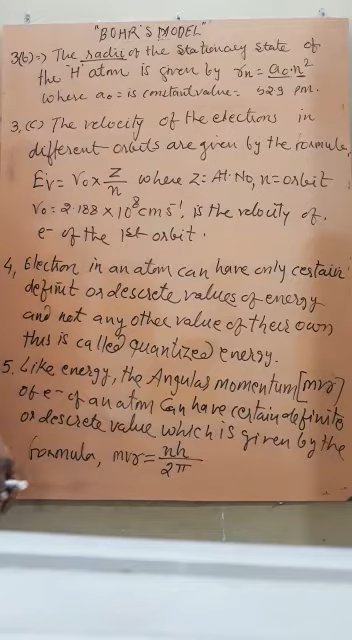 "BOHR'S MODEL"
3(b)=> The radii of the stationary state of
the 'H' atom is given by rn = a0.n²
where a0 = is constant value = 52.9 pm.
3,(c) The velocity of the elections in
different orbits are given by the formula,
Ev = V0 x Z/n where Z = At. No, n = orbit
V0 = 2.188 x 10⁸ cm s⁻¹, is the velocity of,
e- of the 1st orbit.
4, Electron in an atom can have only certain
definit or descrete values of energy
and not any other value of their own
this is called quantized energy.
5. Like energy, the Angular momentum [mvr]
of e- of an atom can have certain definite
or descrete value which is given by the
formula, mvr = nh/2π